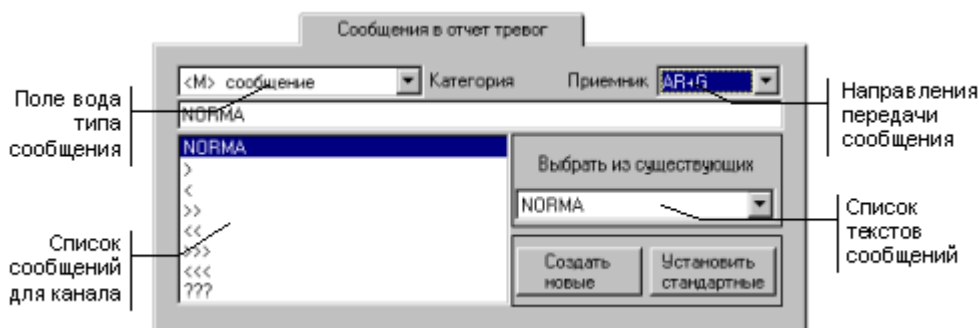 Сообщения в отчет тревог
<M> сообщение
Категория
Приемник
AR+G
NORMA
NORMA
>
<
>>
<<
>>>
<<<
???
Выбрать из существующих
NORMA
Создать
новые
Установить
стандартные
Поле вода
типа
сообщения
Список
сообщений
для канала
Направления
передачи
сообщения
Список
текстов
сообщений